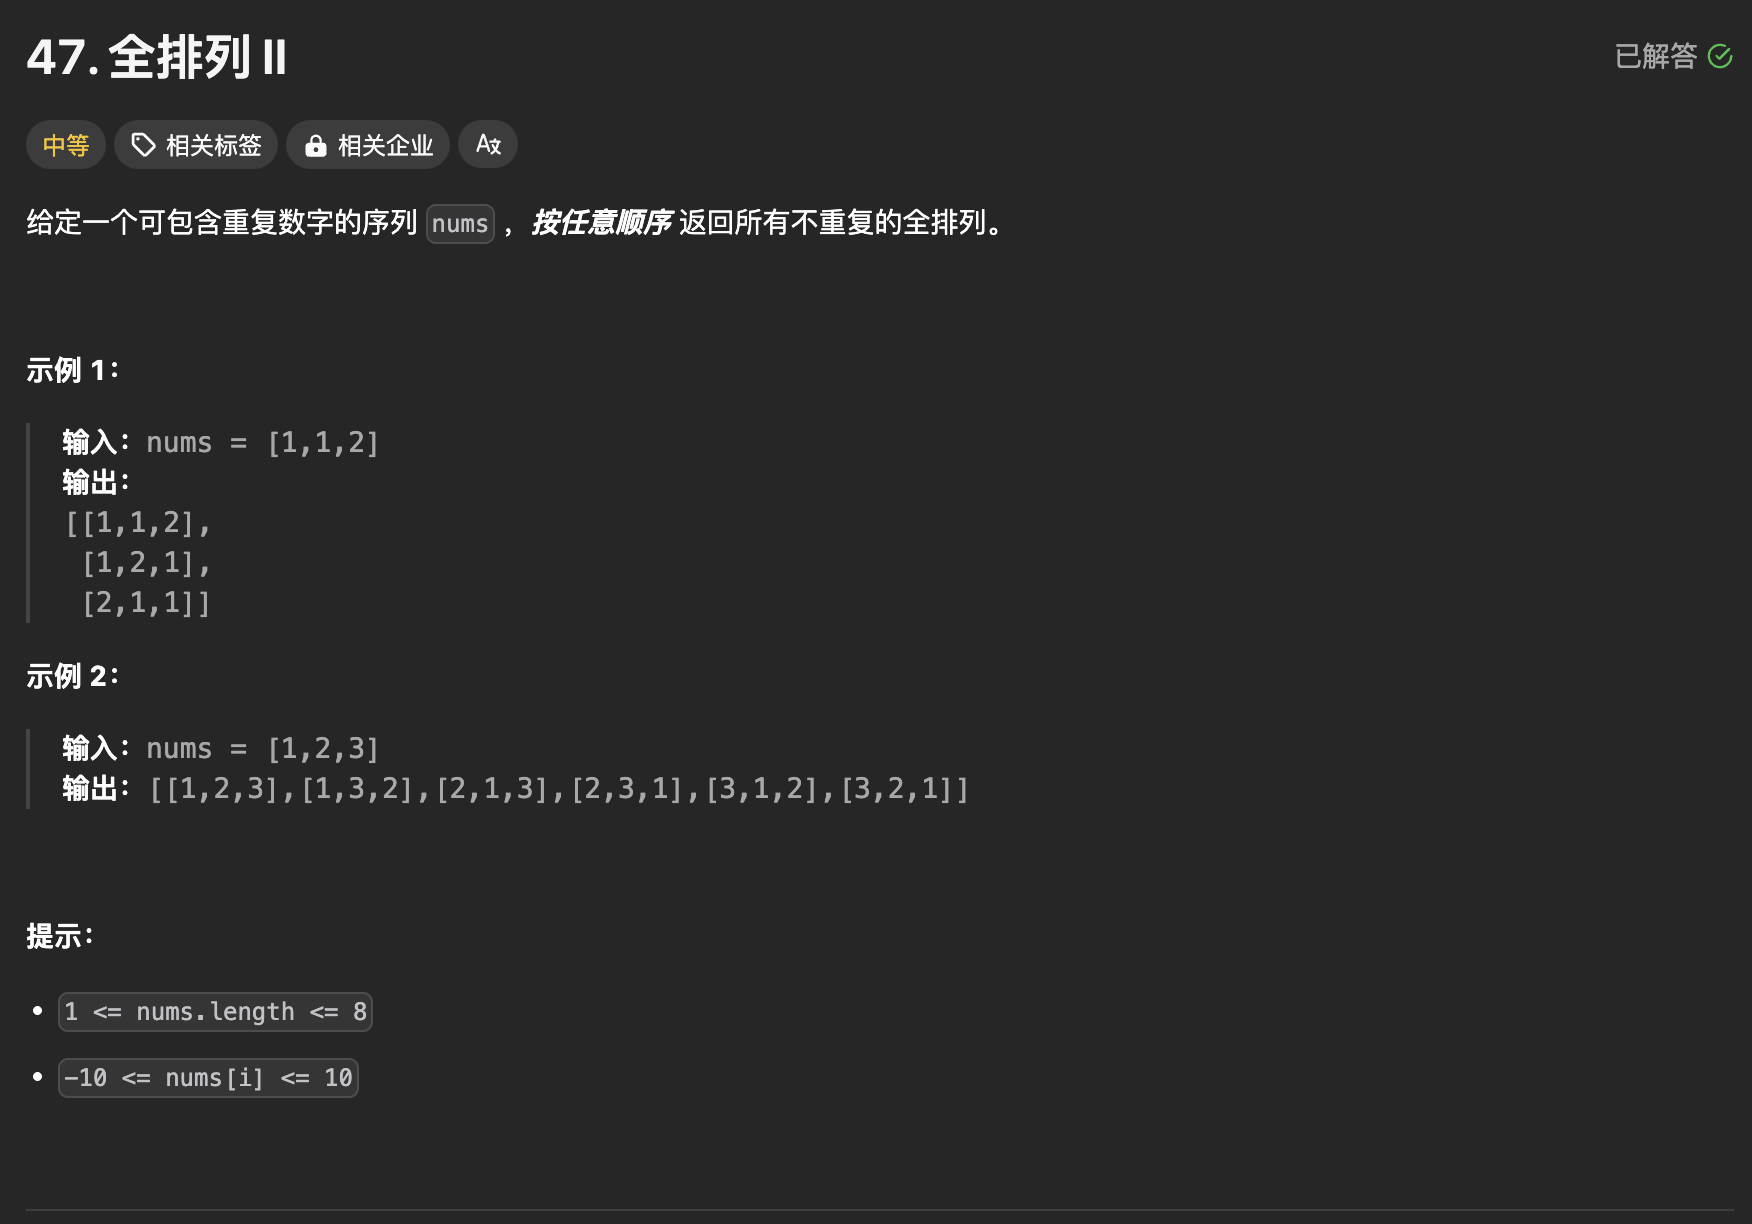 47. 全排列 II
已解答
中等
相关标签
相关企业
给定一个可包含重复数字的序列 nums ，按任意顺序 返回所有不重复的全排列。
示例 1：
输入：nums = [1,1,2]
输出：
[[1,1,2],
 [1,2,1],
 [2,1,1]]
示例 2：
输入：nums = [1,2,3]
输出：[[1,2,3],[1,3,2],[2,1,3],[2,3,1],[3,1,2],[3,2,1]]
提示：
• 1 <= nums.length <= 8
• -10 <= nums[i] <= 10